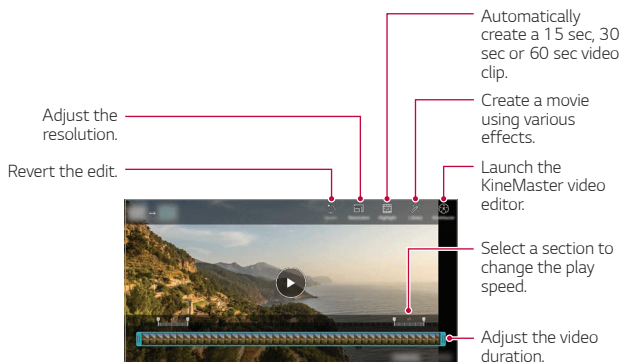 Automatically
create a 15 sec, 30
sec or 60 sec video
clip.
Adjust the
resolution.
Create a movie
using various
effects.
Revert the edit.
Launch the
KineMaster video
editor.
Select a section to
change the play
speed.
Adjust the video
duration.